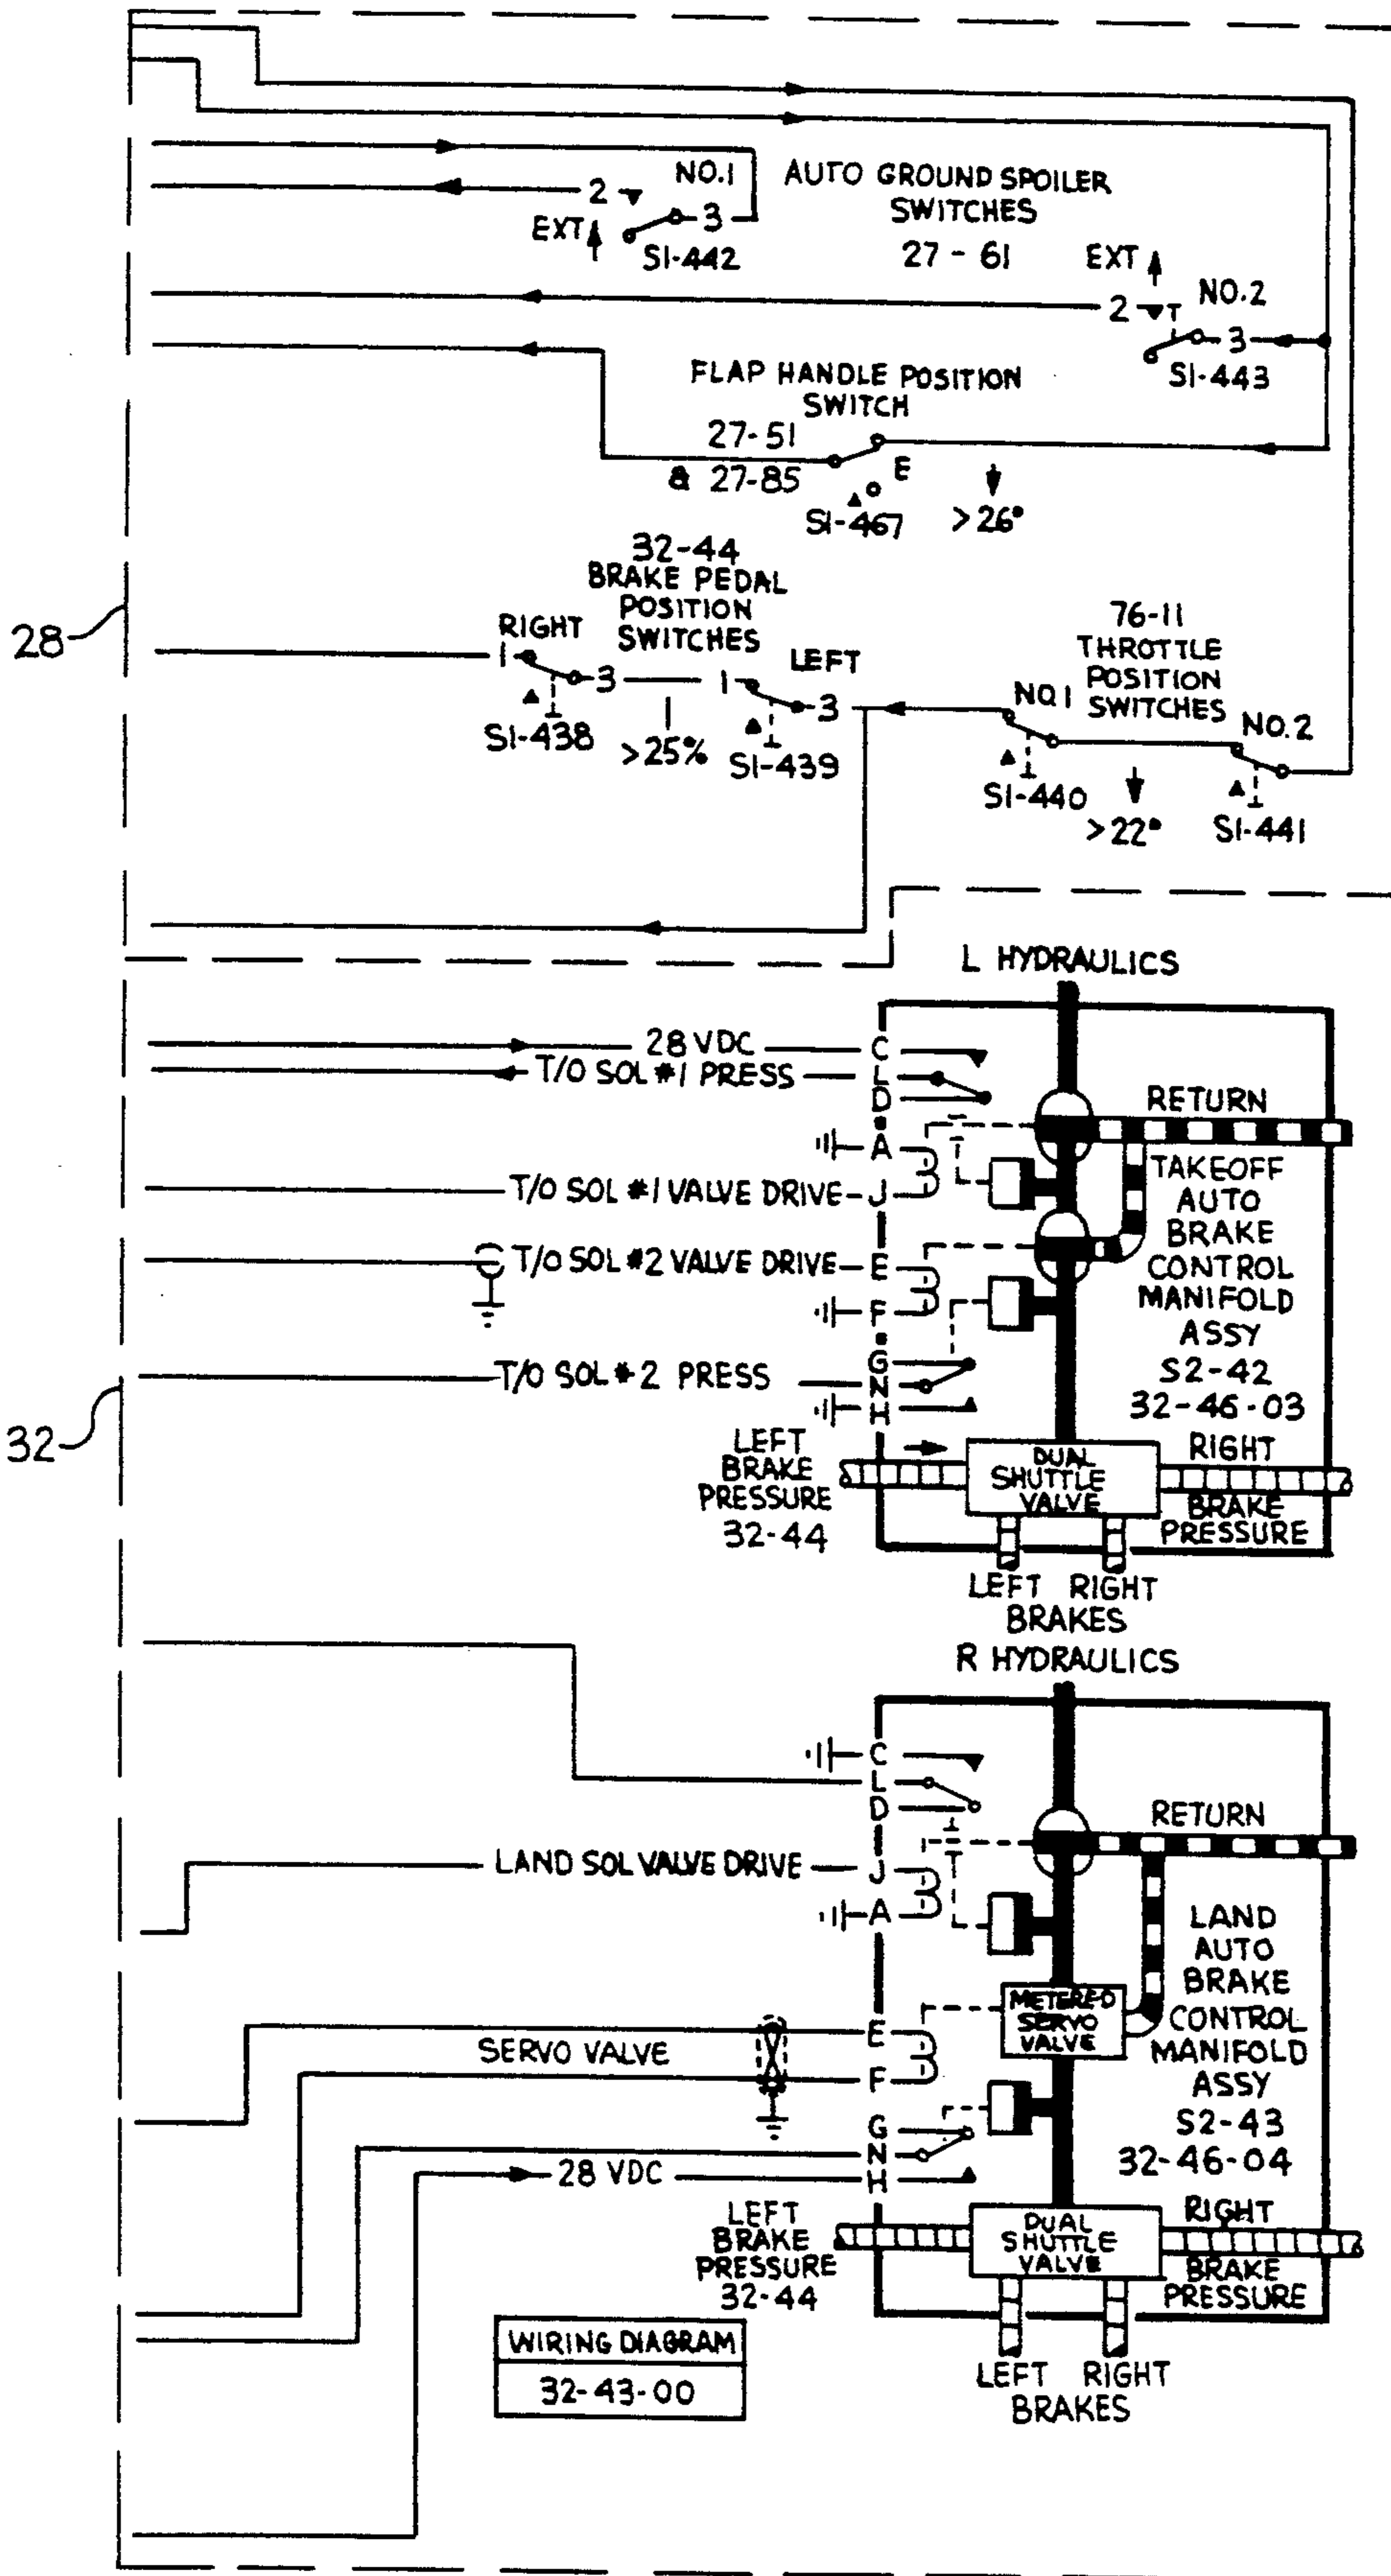 2
NO.1
3
EXT
S1-442
AUTO GROUND SPOILER
SWITCHES
27-61
EXT
2
NO.2
3
S1-443
FLAP HANDLE POSITION
SWITCH
27-51
& 27-85
E
S1-467
>26°
28
32-44
BRAKE PEDAL
POSITION
SWITCHES
RIGHT
1
3
S1-438
>25%
1
LEFT
3
S1-439
76-11
THROTTLE
POSITION
SWITCHES
NO.1
NO.2
S1-440
>22°
S1-441
L HYDRAULICS
28 VDC
C
T/O SOL #1 PRESS
L
D
A
T/O SOL #1 VALVE DRIVE
J
T/O SOL #2 VALVE DRIVE
E
F
G
T/O SOL #2 PRESS
N
H
RETURN
TAKEOFF
AUTO
BRAKE
CONTROL
MANIFOLD
ASSY
S2-42
32-46-03
32
LEFT
BRAKE
PRESSURE
32-44
DUAL
SHUTTLE
VALVE
RIGHT
BRAKE
PRESSURE
LEFT RIGHT
BRAKES
R HYDRAULICS
C
L
D
RETURN
LAND SOL VALVE DRIVE
J
A
LAND
AUTO
BRAKE
CONTROL
MANIFOLD
ASSY
S2-43
32-46-04
METERED
SERVO
VALVE
SERVO VALVE
E
F
G
N
28 VDC
H
LEFT
BRAKE
PRESSURE
32-44
DUAL
SHUTTLE
VALVE
RIGHT
BRAKE
PRESSURE
LEFT RIGHT
BRAKES
WIRING DIAGRAM
32-43-00